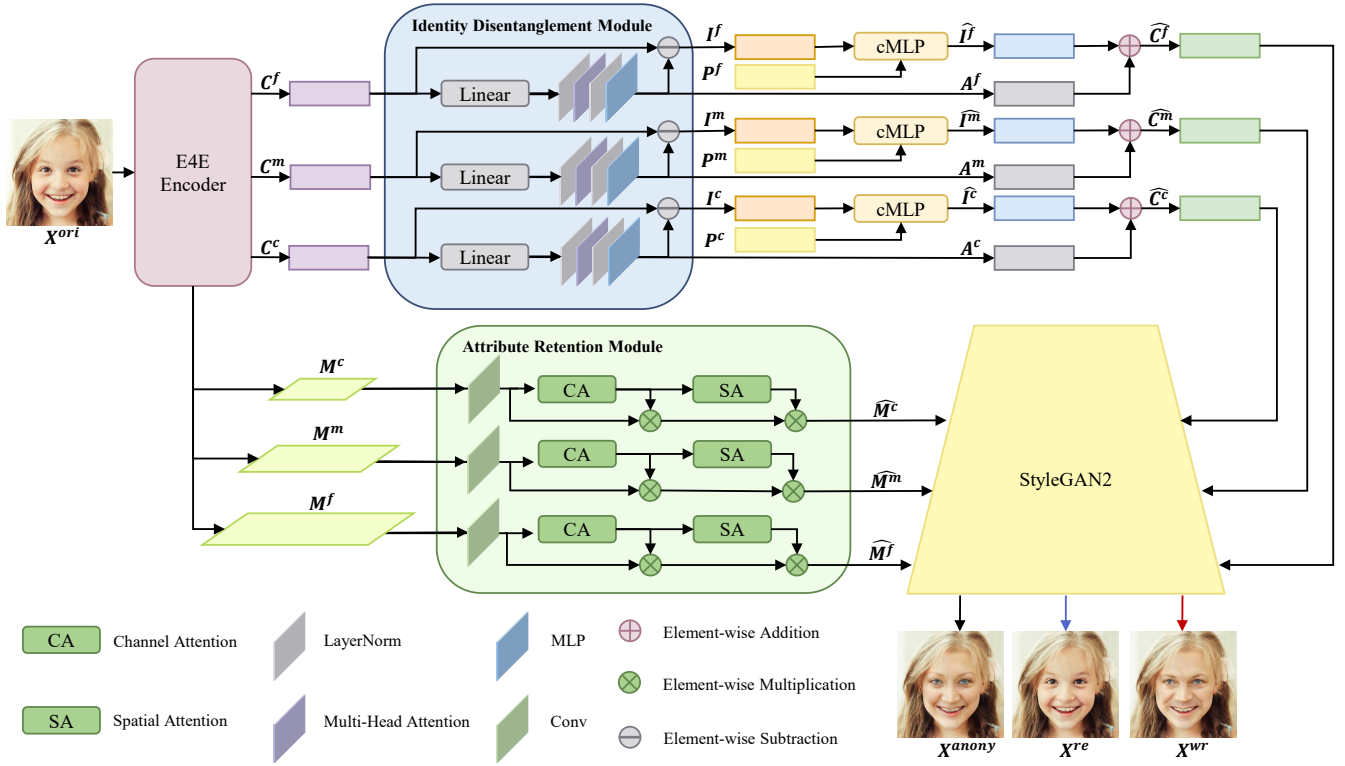 Identity Disentanglement Module
I^f
Î^f
Ĉ^f
cMLP
C^f
P^f
Linear
A^f
E4E
Encoder
I^m
Î^m
Ĉ^m
cMLP
C^m
P^m
Linear
A^m
X^ori
I^c
Î^c
Ĉ^c
cMLP
C^c
P^c
Linear
A^c
Attribute Retention Module
M^c
CA
SA
M̂^c
M^m
CA
SA
M̂^m
StyleGAN2
M^f
CA
SA
M̂^f
CA
Channel Attention
LayerNorm
MLP
Element-wise Addition
Element-wise Multiplication
SA
Spatial Attention
Multi-Head Attention
Conv
Element-wise Subtraction
X^anony
X^re
X^wr